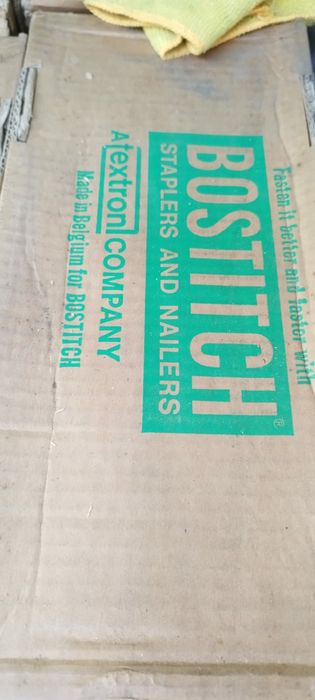 Fasten it better and faster with
BOSTITCH®
STAPLERS AND NAILERS
A textron COMPANY
Made in Belgium for BOSTITCH